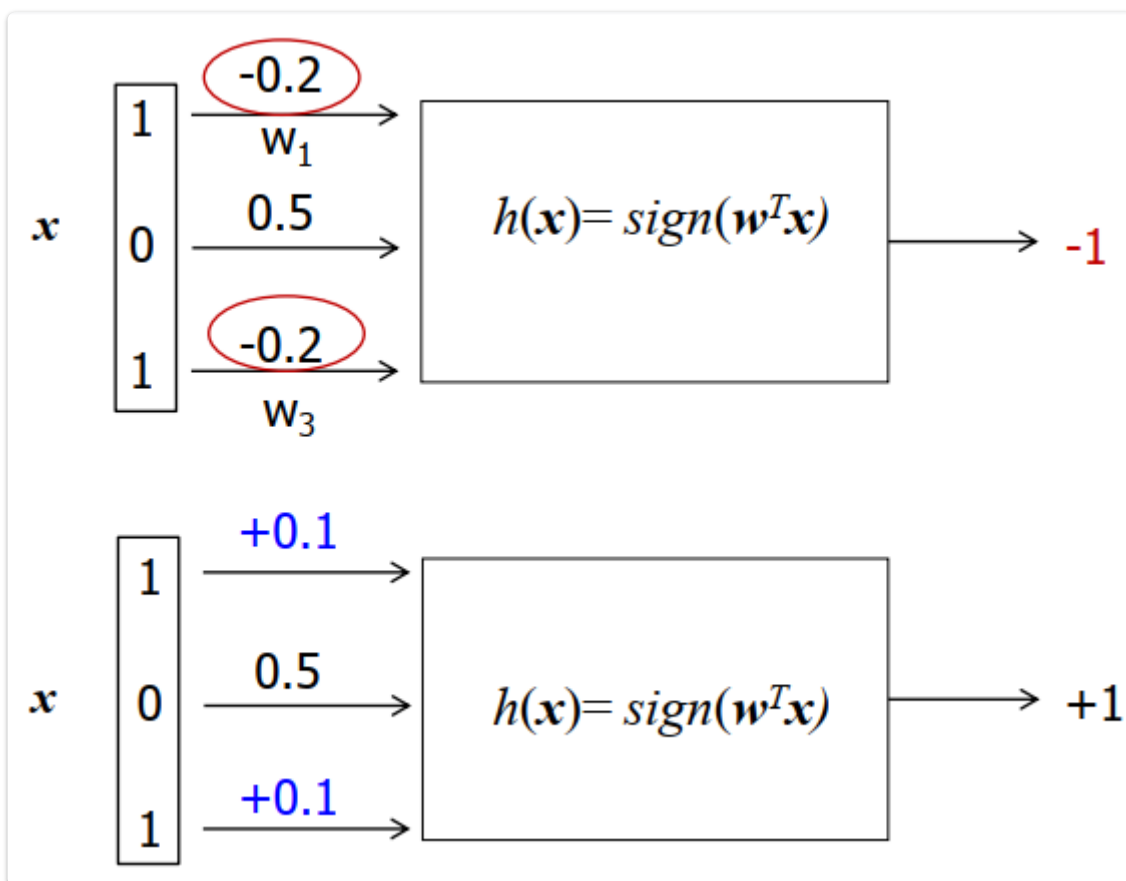 -0.2
1
w₁
0.5
x
0
h(x)= sign(wᵀx)
-1
-0.2
1
w₃
+0.1
1
0.5
x
0
h(x)= sign(wᵀx)
+1
+0.1
1